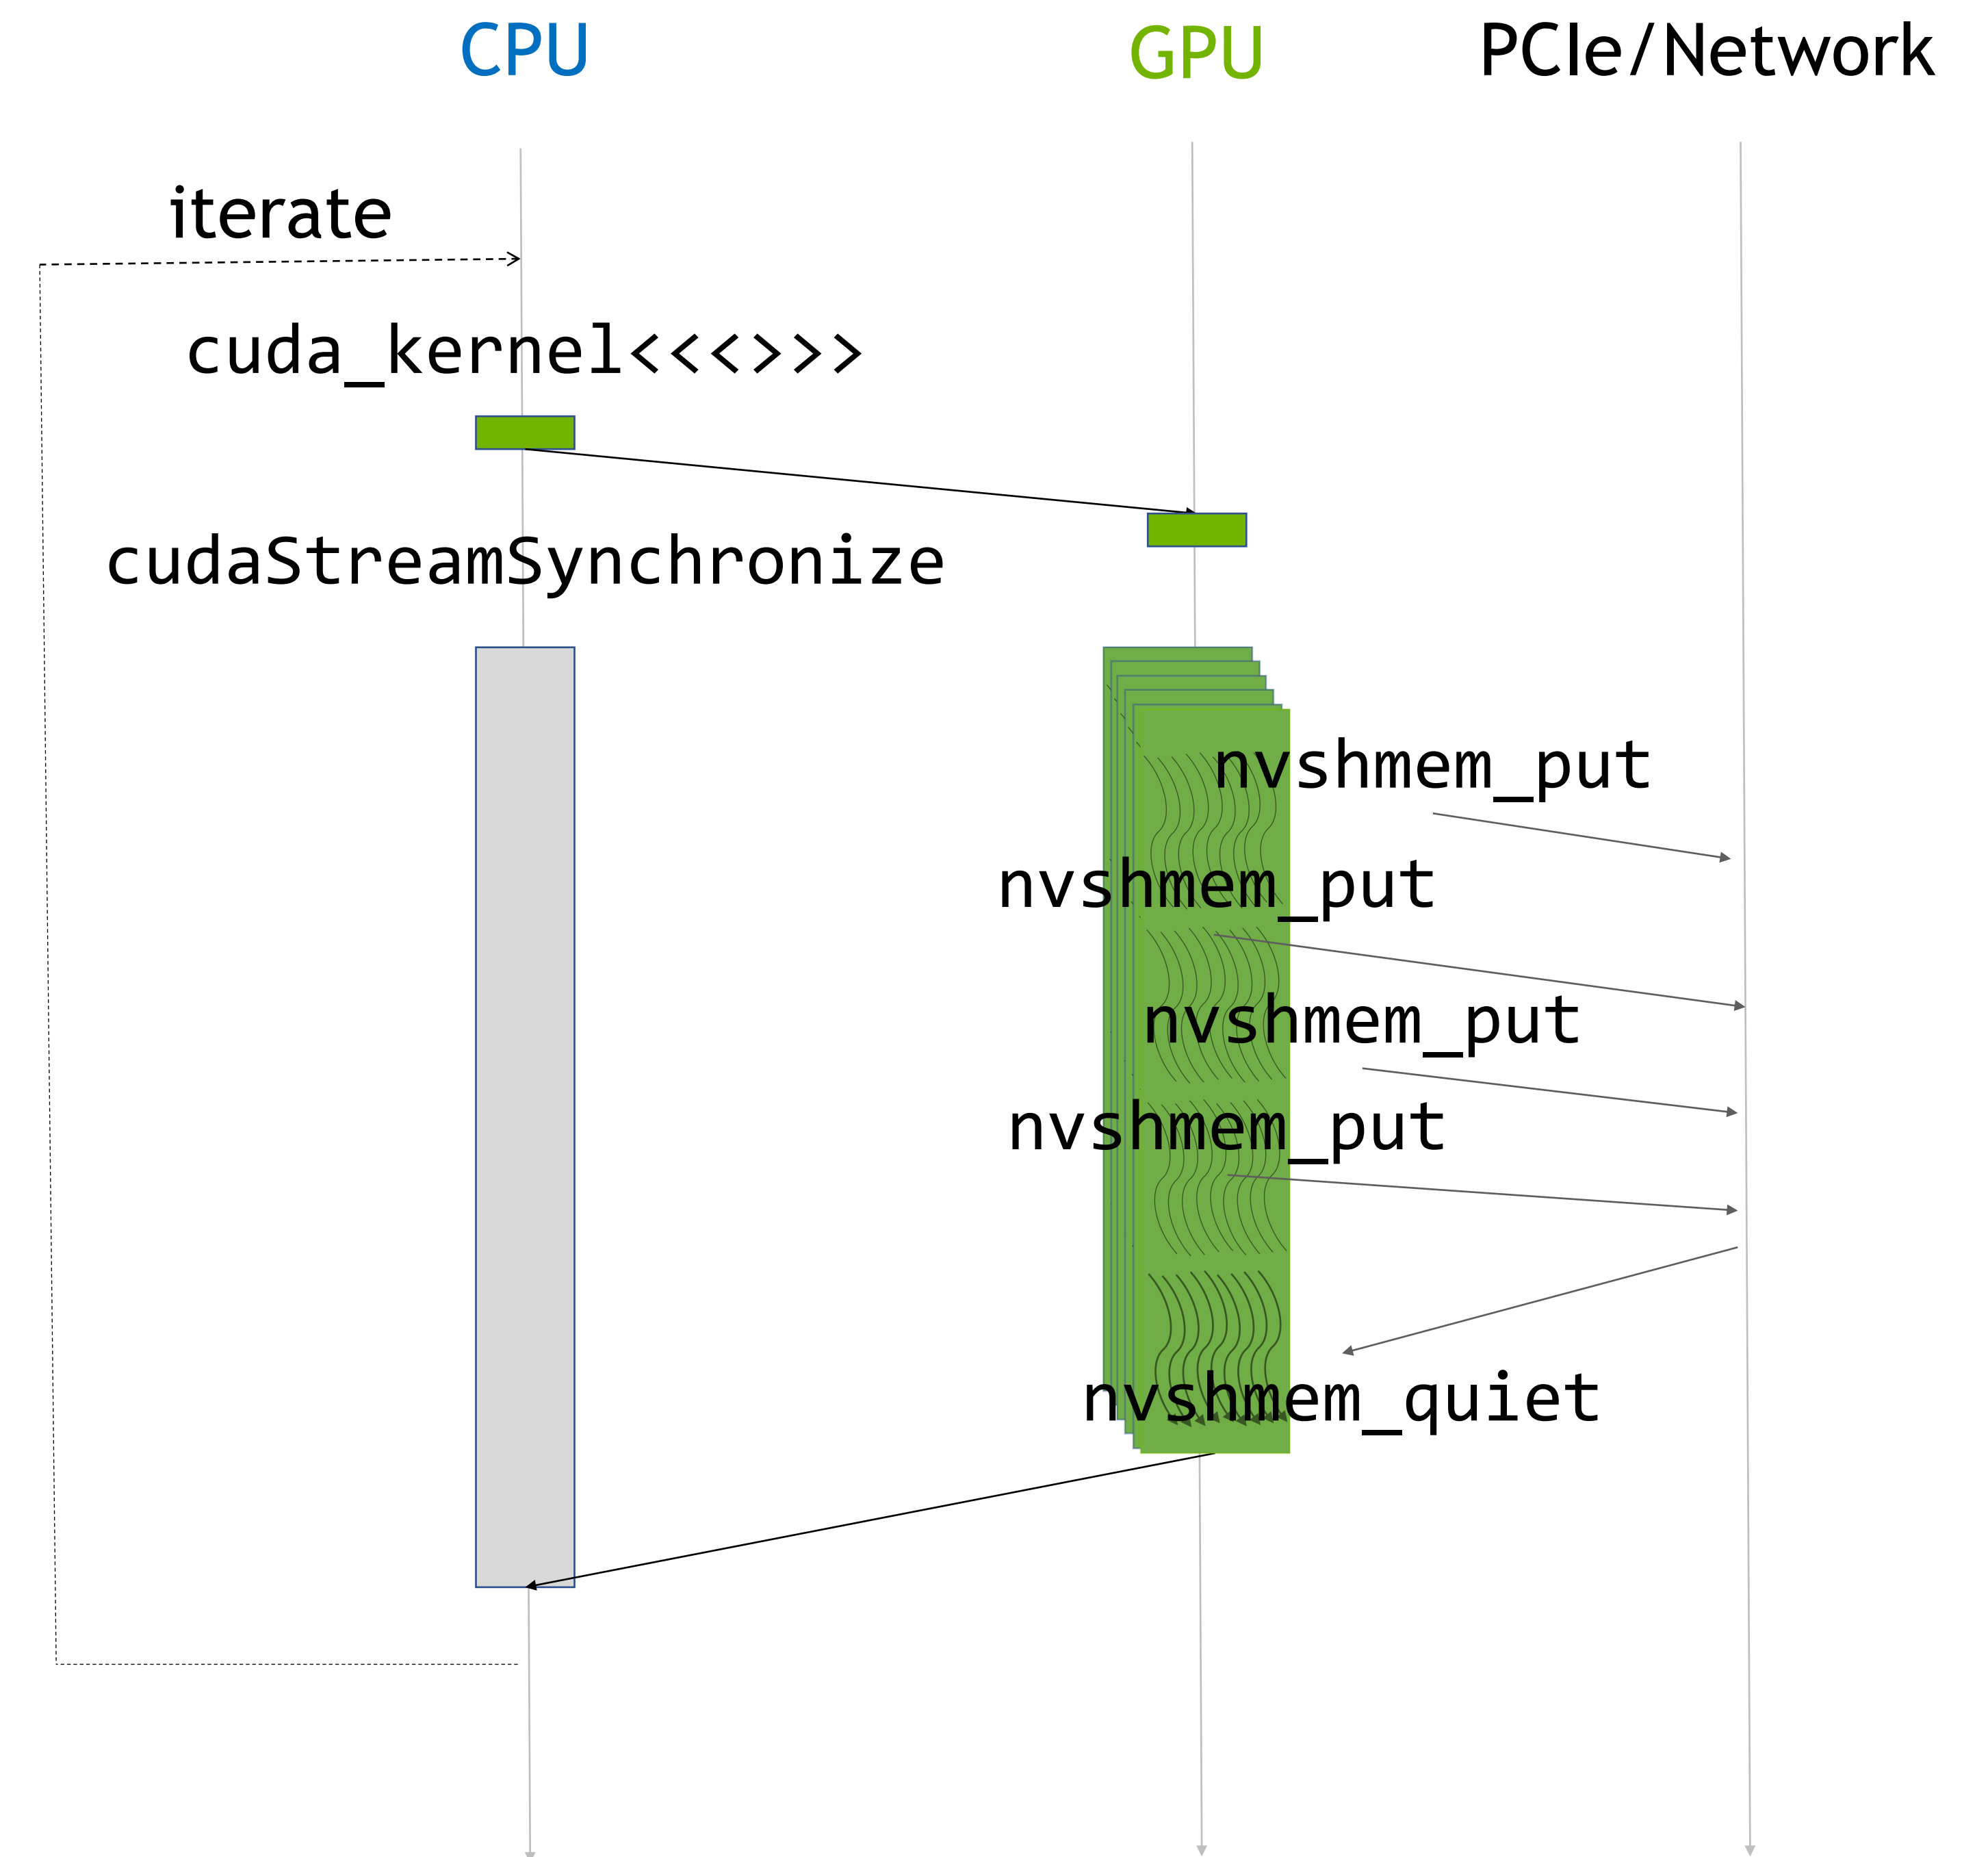 CPU
GPU
PCIe/Network
iterate
cuda_kernel<<<>>>
cudaStreamSynchronize
nvshmem_put
nvshmem_put
nvshmem_put
nvshmem_put
nvshmem_quiet